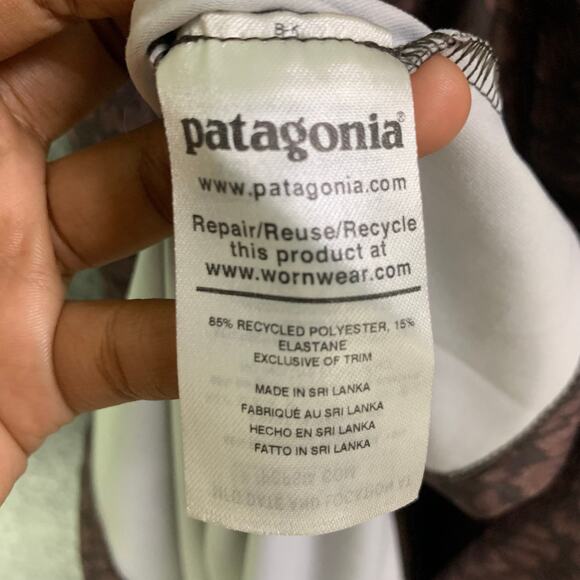 patagonia®
www.patagonia.com
Repair/Reuse/Recycle
this product at
www.wornwear.com
85% RECYCLED POLYESTER, 15%
ELASTANE
EXCLUSIVE OF TRIM
MADE IN SRI LANKA
FABRIQUÉ AU SRI LANKA
HECHO EN SRI LANKA
FATTO IN SRI LANKA